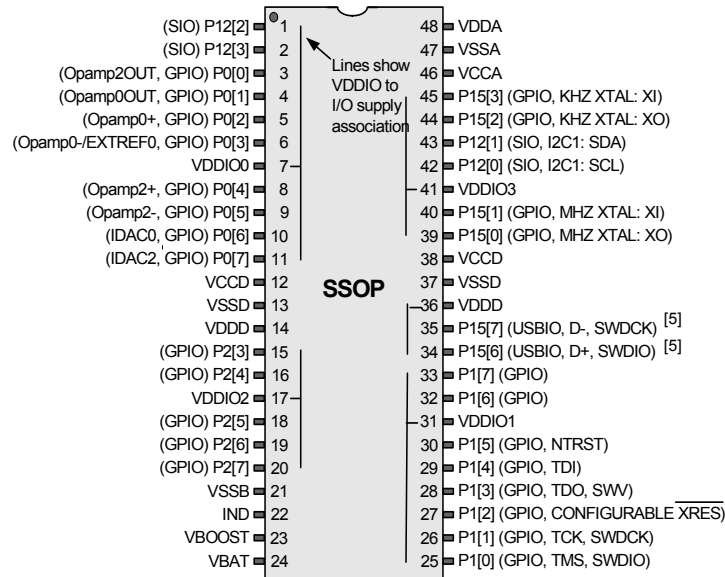 (SIO) P12[2] 1
(SIO) P12[3] 2
(Opamp2OUT, GPIO) P0[0] 3
(Opamp0OUT, GPIO) P0[1] 4
(Opamp0+, GPIO) P0[2] 5
(Opamp0-/EXTREF0, GPIO) P0[3] 6
VDDIO0 7
(Opamp2+, GPIO) P0[4] 8
(Opamp2-, GPIO) P0[5] 9
(IDAC0, GPIO) P0[6] 10
(IDAC2, GPIO) P0[7] 11
VCCD 12
VSSD 13
VDDD 14
(GPIO) P2[3] 15
(GPIO) P2[4] 16
VDDIO2 17
(GPIO) P2[5] 18
(GPIO) P2[6] 19
(GPIO) P2[7] 20
VSSB 21
IND 22
VBOOST 23
VBAT 24
Lines show
VDDIO to
I/O supply
association
SSOP
48 VDDA
47 VSSA
46 VCCA
45 P15[3] (GPIO, KHZ XTAL: XI)
44 P15[2] (GPIO, KHZ XTAL: XO)
43 P12[1] (SIO, I2C1: SDA)
42 P12[0] (SIO, I2C1: SCL)
41 VDDIO3
40 P15[1] (GPIO, MHZ XTAL: XI)
39 P15[0] (GPIO, MHZ XTAL: XO)
38 VCCD
37 VSSD
36 VDDD
35 P15[7] (USBIO, D-, SWDCK) [5]
34 P15[6] (USBIO, D+, SWDIO) [5]
33 P1[7] (GPIO)
32 P1[6] (GPIO)
31 VDDIO1
30 P1[5] (GPIO, NTRST)
29 P1[4] (GPIO, TDI)
28 P1[3] (GPIO, TDO, SWV)
27 P1[2] (GPIO, CONFIGURABLE XRES)
26 P1[1] (GPIO, TCK, SWDCK)
25 P1[0] (GPIO, TMS, SWDIO)